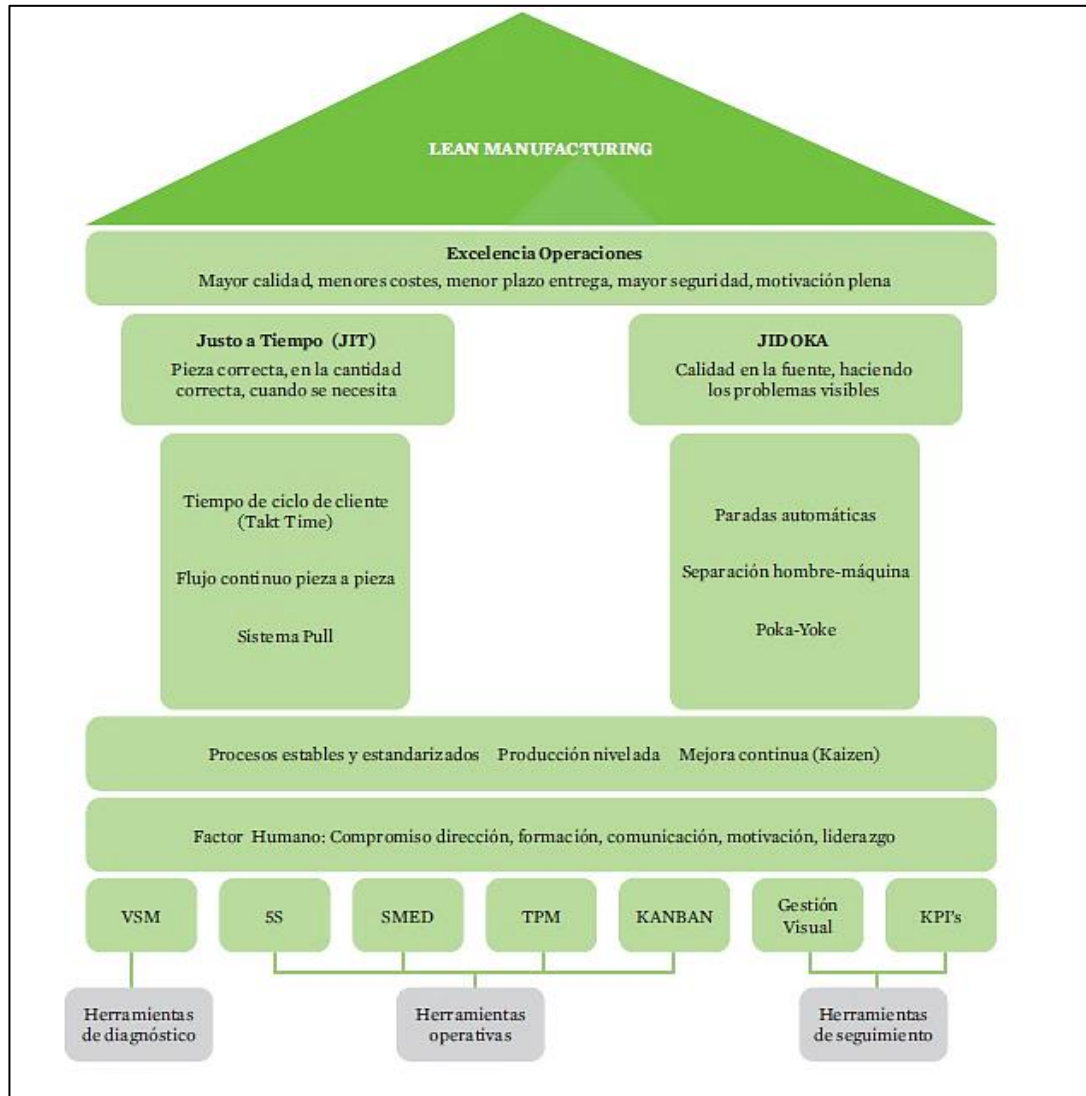 LEAN MANUFACTURING
Excelencia Operaciones
Mayor calidad, menores costes, menor plazo entrega, mayor seguridad, motivación plena
Justo a Tiempo (JIT)
Pieza correcta, en la cantidad
correcta, cuando se necesita
JIDOKA
Calidad en la fuente, haciendo
los problemas visibles
Tiempo de ciclo de cliente
(Takt Time)
Flujo continuo pieza a pieza
Sistema Pull
Paradas automáticas
Separación hombre-máquina
Poka-Yoke
Procesos estables y estandarizados Producción nivelada Mejora continua (Kaizen)
Factor Humano: Compromiso dirección, formación, comunicación, motivación, liderazgo
VSM
5S
SMED
TPM
KANBAN
Gestión
Visual
KPI's
Herramientas
de diagnóstico
Herramientas
operativas
Herramientas
de seguimiento